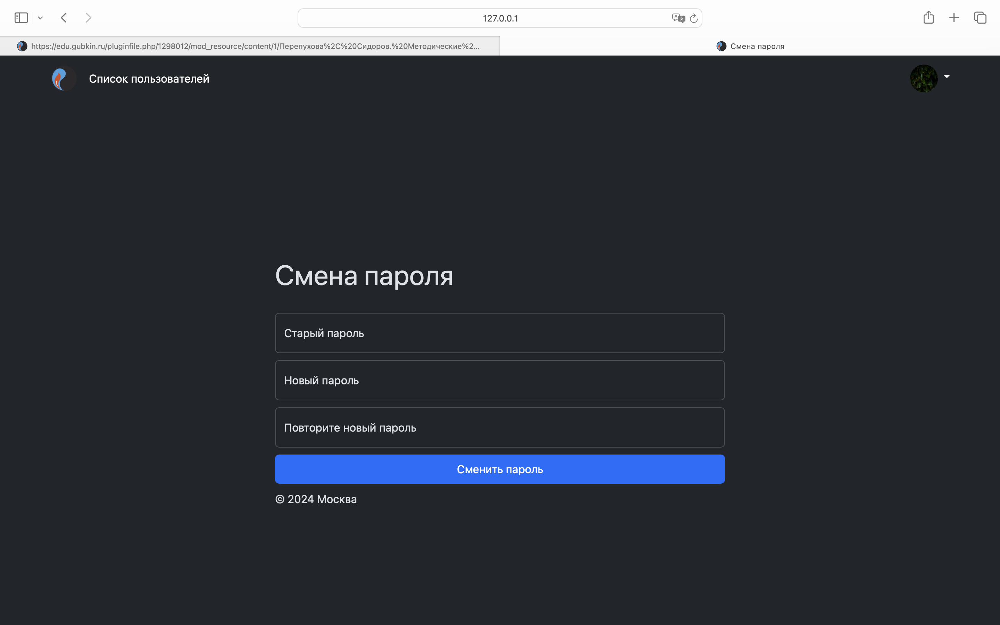 127.0.0.1
https://edu.gubkin.ru/pluginfile.php/1298012/mod_resource/content/1/Перепухова%2C%20Сидоров.%20Методические%2...
Смена пароля
Список пользователей
Смена пароля
Старый пароль
Новый пароль
Повторите новый пароль
Сменить пароль
© 2024 Москва